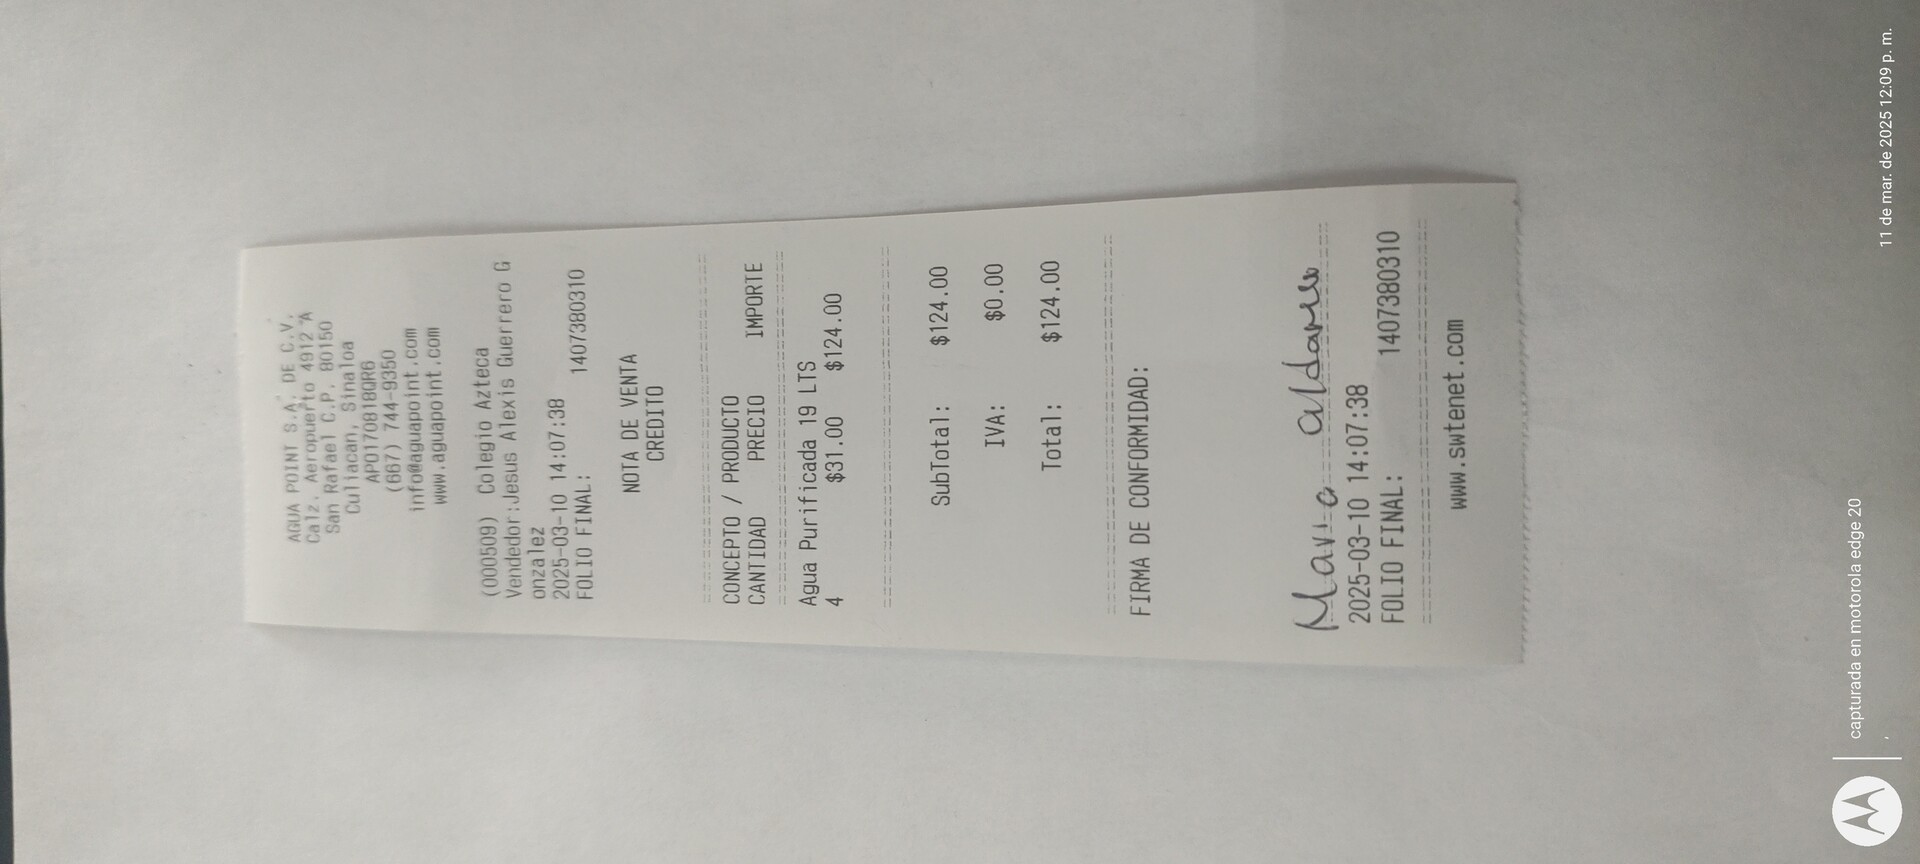 AGUA POINT S.A. DE C.V.
Calz. Aeropuerto 4912 "A
San Rafael C.P. 80150
Culiacan, Sinaloa
APO170818QR6
(667) 744-9350
info@aguapoint.com
www.aguapoint.com
(000509) Colegio Azteca
Vendedor:Jesus Alexis Guerrero G
onzalez
2025-03-10 14:07:38
FOLIO FINAL: 1407380310
NOTA DE VENTA
CREDITO
CONCEPTO / PRODUCTO
CANTIDAD PRECIO IMPORTE
Agua Purificada 19 LTS
4 $31.00 $124.00
SubTotal: $124.00
IVA: $0.00
Total: $124.00
FIRMA DE CONFORMIDAD:
Maria
2025-03-10 14:07:38
FOLIO FINAL: 1407380310
www.swtenet.com
capturada en motorola edge 20
11 de mar. de 2025 12:09 p. m.